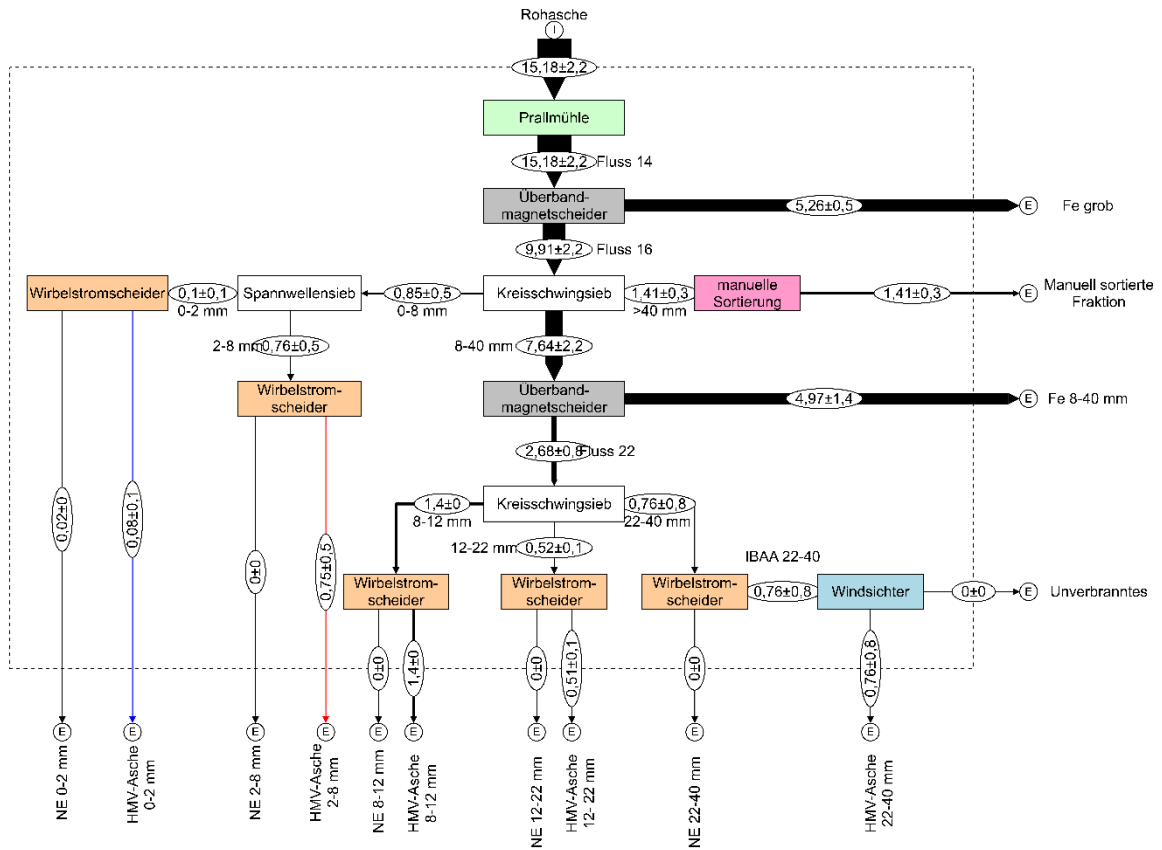 Rohasche
I
15,18±2,2
Prallmühle
15,18±2,2 Fluss 14
Überband-
magnetscheider
5,26±0,5
E
Fe grob
9,91±2,2
Fluss 16
Wirbelstromscheider
0,1±0,1
0-2 mm
Spannwellensieb
0,85±0,5
0-8 mm
Kreisschwingsieb
1,41±0,3
>40 mm
manuelle
Sortierung
1,41±0,3
E
Manuell sortierte
Fraktion
2-8 mm
0,76±0,5
8-40 mm
7,64±2,2
Wirbelstrom-
scheider
Überband-
magnetscheider
4,97±1,4
E
Fe 8-40 mm
2,68±0,8
Fluss 22
0,02±0
0,08±0,1
0±0
0,75±0,5
1,4±0
8-12 mm
Kreisschwingsieb
0,76±0,8
22-40 mm
12-22 mm
0,52±0,1
IBAA 22-40
Wirbelstrom-
scheider
Wirbelstrom-
scheider
Wirbelstrom-
scheider
0,76±0,8
Windsichter
0±0
E
Unverbranntes
0±0
1,4±0
0±0
0,51±0,1
0±0
0,76±0,8
E
E
E
E
E
E
E
E
E
E
NE 0-2 mm
HMV-Asche
0-2 mm
NE 2-8 mm
HMV-Asche
2-8 mm
NE 8-12 mm
HMV-Asche
8-12 mm
NE 12-22 mm
HMV-Asche
12- 22 mm
NE 22-40 mm
HMV-Asche
22-40 mm